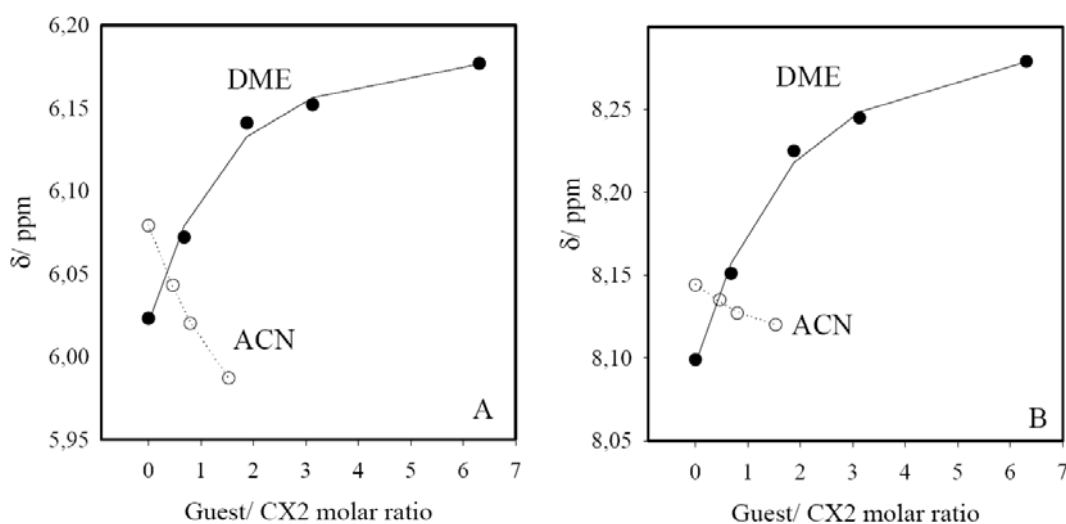 6,20
6,15
6,10
6,05
6,00
5,95
δ/ ppm
DME
ACN
A
0 1 2 3 4 5 6 7
Guest/ CX2 molar ratio
8,25
8,20
8,15
8,10
8,05
δ/ ppm
DME
ACN
B
0 1 2 3 4 5 6 7
Guest/ CX2 molar ratio